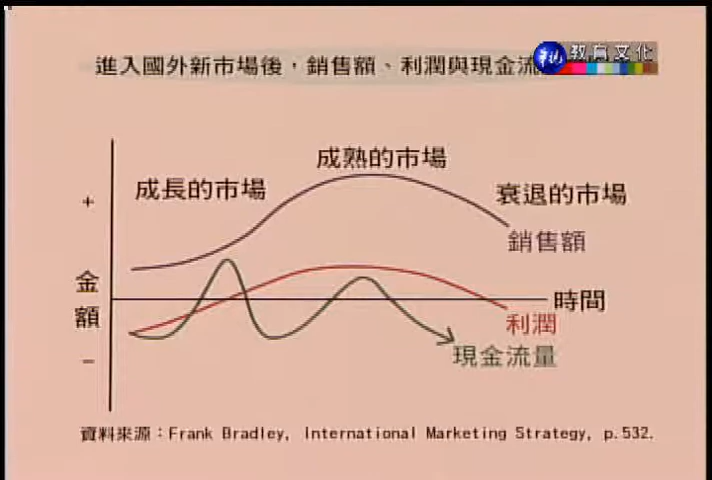 進入國外新市場後，銷售額、利潤與現金流
教育文化
成熟的市場
成長的市場
衰退的市場
+
銷售額
金額
時間
利潤
-
現金流量
資料來源：Frank Bradley, International Marketing Strategy, p.532.